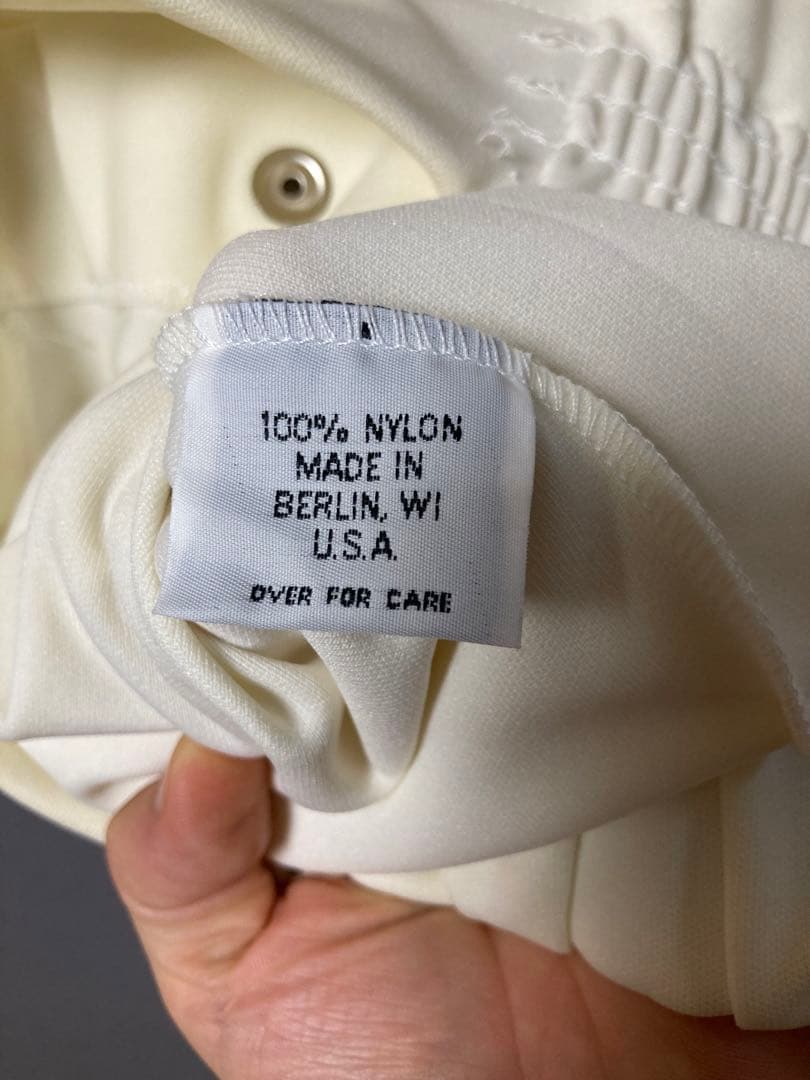 100% NYLON
MADE IN
BERLIN, WI
U.S.A.
OVER FOR CARE